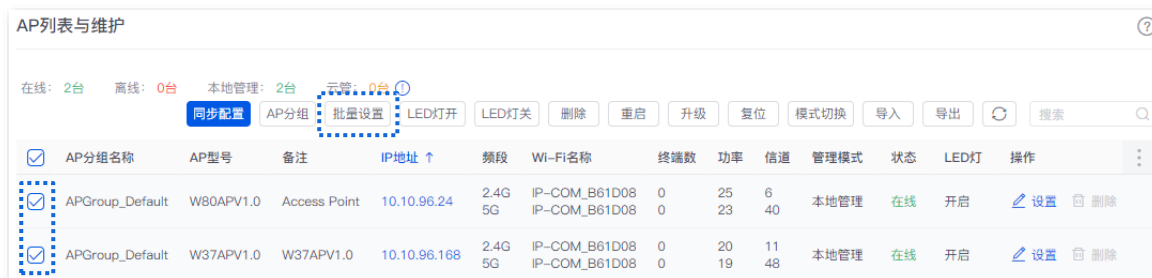 AP列表与维护
在线： 2台 离线： 0台 本地管理： 2台 云管： 0台
同步配置 AP分组 批量设置 LED灯开 LED灯关 删除 重启 升级 复位 模式切换 导入 导出 搜索
AP分组名称 AP型号 备注 IP地址 ↑ 频段 Wi-Fi名称 终端数 功率 信道 管理模式 状态 LED灯 操作
APGroup_Default W80APV1.0 Access Point 10.10.96.24 2.4G IP-COM_B61D08 0 25 6 本地管理 在线 开启 设置 删除
5G IP-COM_B61D08 0 23 40
APGroup_Default W37APV1.0 W37APV1.0 10.10.96.168 2.4G IP-COM_B61D08 0 20 11 本地管理 在线 开启 设置 删除
5G IP-COM_B61D08 0 19 48